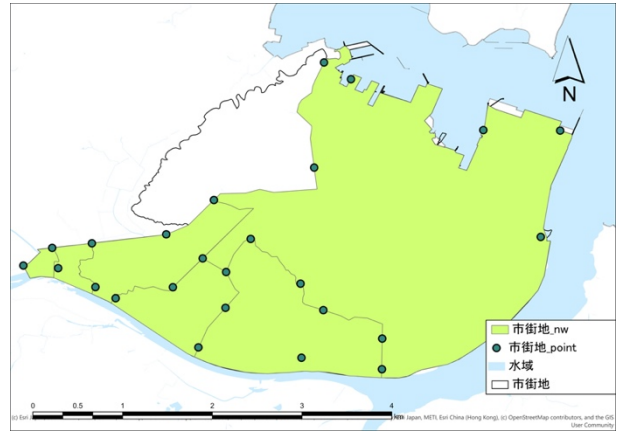 N
市街地_nw
市街地_point
水域
市街地
0 0.5 1 2 3 4
km
(c) Esri Japan, METI, Esri China (Hong Kong), (c) OpenStreetMap contributors, and the GIS
User Community